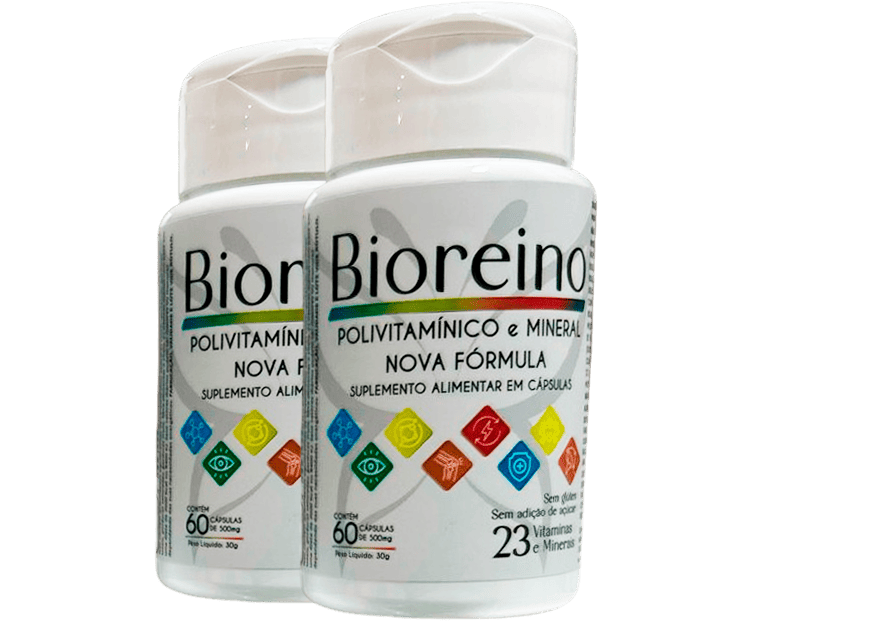 Bior
POLIVITAMÍNI
NOVA F
SUPLEMENTO ALIM
CONTÉM
60 CÁPSULAS
DE 500mg
Peso Líquido: 30g
Bioreino
POLIVITAMÍNICO e MINERAL
NOVA FÓRMULA
SUPLEMENTO ALIMENTAR EM CÁPSULAS
Sem glúten
Sem adição de açúcar
CONTÉM
60 CÁPSULAS
DE 500mg
Peso Líquido: 30g
23 Vitaminas
e Minerais